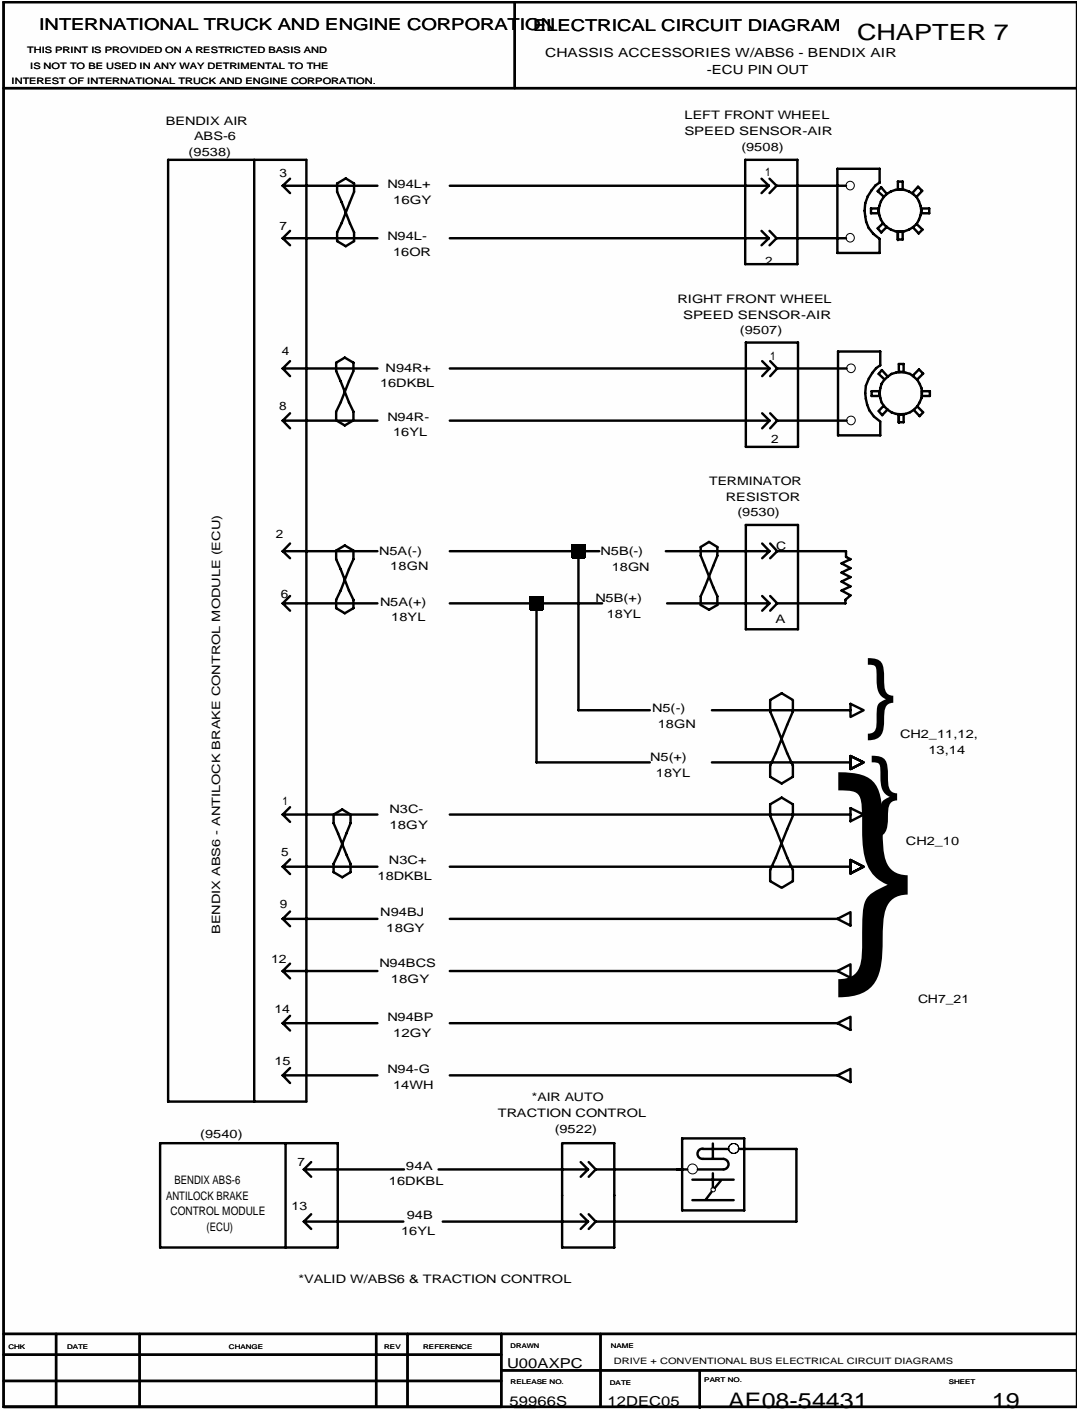 INTERNATIONAL TRUCK AND ENGINE CORPORATION
THIS PRINT IS PROVIDED ON A RESTRICTED BASIS AND
IS NOT TO BE USED IN ANY WAY DETRIMENTAL TO THE
INTEREST OF INTERNATIONAL TRUCK AND ENGINE CORPORATION.
ELECTRICAL CIRCUIT DIAGRAM
CHAPTER 7
CHASSIS ACCESSORIES W/ABS6 - BENDIX AIR
-ECU PIN OUT
BENDIX AIR
ABS-6
(9538)
LEFT FRONT WHEEL
SPEED SENSOR-AIR
(9508)
3
N94L+
16GY
1
7
N94L-
16OR
2
RIGHT FRONT WHEEL
SPEED SENSOR-AIR
(9507)
4
N94R+
16DKBL
1
8
N94R-
16YL
2
TERMINATOR
RESISTOR
(9530)
2
N5A(-)
18GN
N5B(-)
18GN
C
6
N5A(+)
18YL
N5B(+)
18YL
A
BENDIX ABS6 - ANTILOCK BRAKE CONTROL MODULE (ECU)
N5(-)
18GN
CH2_11,12,
13,14
N5(+)
18YL
1
N3C-
18GY
CH2_10
5
N3C+
18DKBL
9
N94BJ
18GY
12
N94BCS
18GY
CH7_21
14
N94BP
12GY
15
N94-G
14WH
*AIR AUTO
TRACTION CONTROL
(9522)
(9540)
BENDIX ABS-6
ANTILOCK BRAKE
CONTROL MODULE
(ECU)
7
94A
16DKBL
13
94B
16YL
*VALID W/ABS6 & TRACTION CONTROL
CHK DATE CHANGE REV REFERENCE
DRAWN
U00AXPC
NAME
DRIVE + CONVENTIONAL BUS ELECTRICAL CIRCUIT DIAGRAMS
RELEASE NO.
59966S
DATE
12DEC05
PART NO.
AE08-54431
SHEET
19